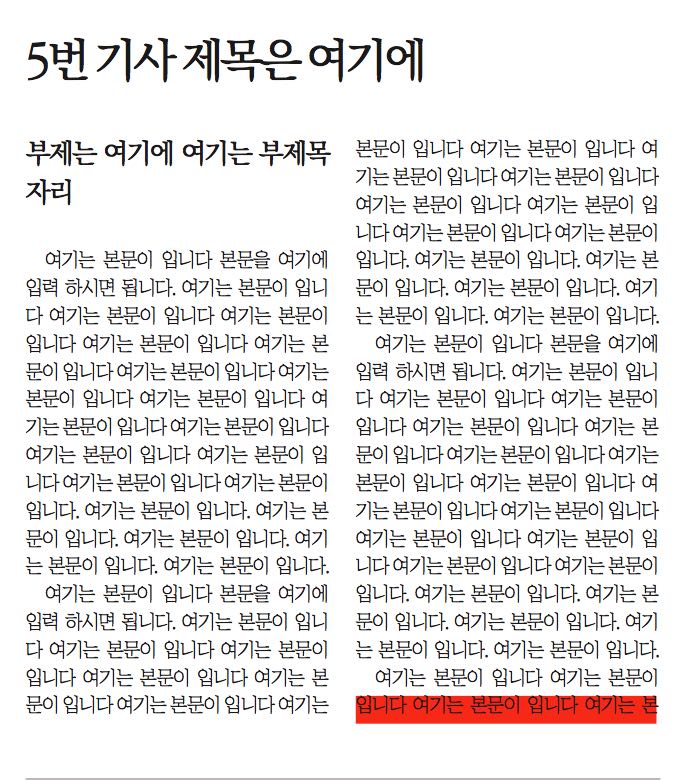 5번 기사 제목은 여기에
부제는 여기에 여기는 부제목
자리
여기는 본문이 입니다 본문을 여기에
입력 하시면 됩니다. 여기는 본문이 입니
다 여기는 본문이 입니다 여기는 본문이
입니다 여기는 본문이 입니다 여기는 본
문이 입니다 여기는 본문이 입니다 여기는
본문이 입니다 여기는 본문이 입니다 여
기는 본문이 입니다 여기는 본문이 입니다
여기는 본문이 입니다 여기는 본문이 입
니다 여기는 본문이 입니다 여기는 본문이
입니다. 여기는 본문이 입니다. 여기는 본
문이 입니다. 여기는 본문이 입니다. 여기
는 본문이 입니다. 여기는 본문이 입니다.
여기는 본문이 입니다 본문을 여기에
입력 하시면 됩니다. 여기는 본문이 입니
다 여기는 본문이 입니다 여기는 본문이
입니다 여기는 본문이 입니다 여기는 본
문이 입니다 여기는 본문이 입니다 여기는
본문이 입니다 여기는 본문이 입니다 여
기는 본문이 입니다 여기는 본문이 입니다
여기는 본문이 입니다 여기는 본문이 입
니다 여기는 본문이 입니다 여기는 본문이
입니다. 여기는 본문이 입니다. 여기는 본
문이 입니다. 여기는 본문이 입니다. 여기
는 본문이 입니다. 여기는 본문이 입니다.
여기는 본문이 입니다 본문을 여기에
입력 하시면 됩니다. 여기는 본문이 입니
다 여기는 본문이 입니다 여기는 본문이
입니다 여기는 본문이 입니다 여기는 본
문이 입니다 여기는 본문이 입니다 여기는
본문이 입니다 여기는 본문이 입니다 여
기는 본문이 입니다 여기는 본문이 입니다
여기는 본문이 입니다 여기는 본문이 입
니다 여기는 본문이 입니다 여기는 본문이
입니다. 여기는 본문이 입니다. 여기는 본
문이 입니다. 여기는 본문이 입니다. 여기
는 본문이 입니다. 여기는 본문이 입니다.
여기는 본문이 입니다 여기는 본문이
입니다 여기는 본문이 입니다 여기는 본